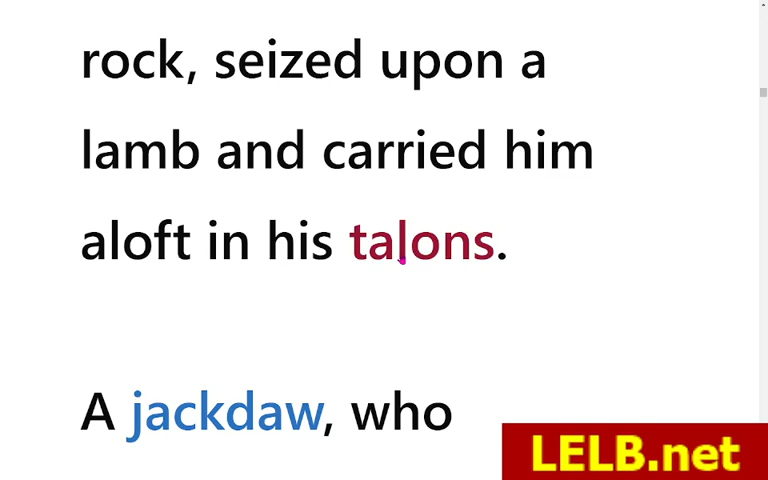 rock, seized upon a
lamb and carried him
aloft in his talons.
A jackdaw, who
LELB.net